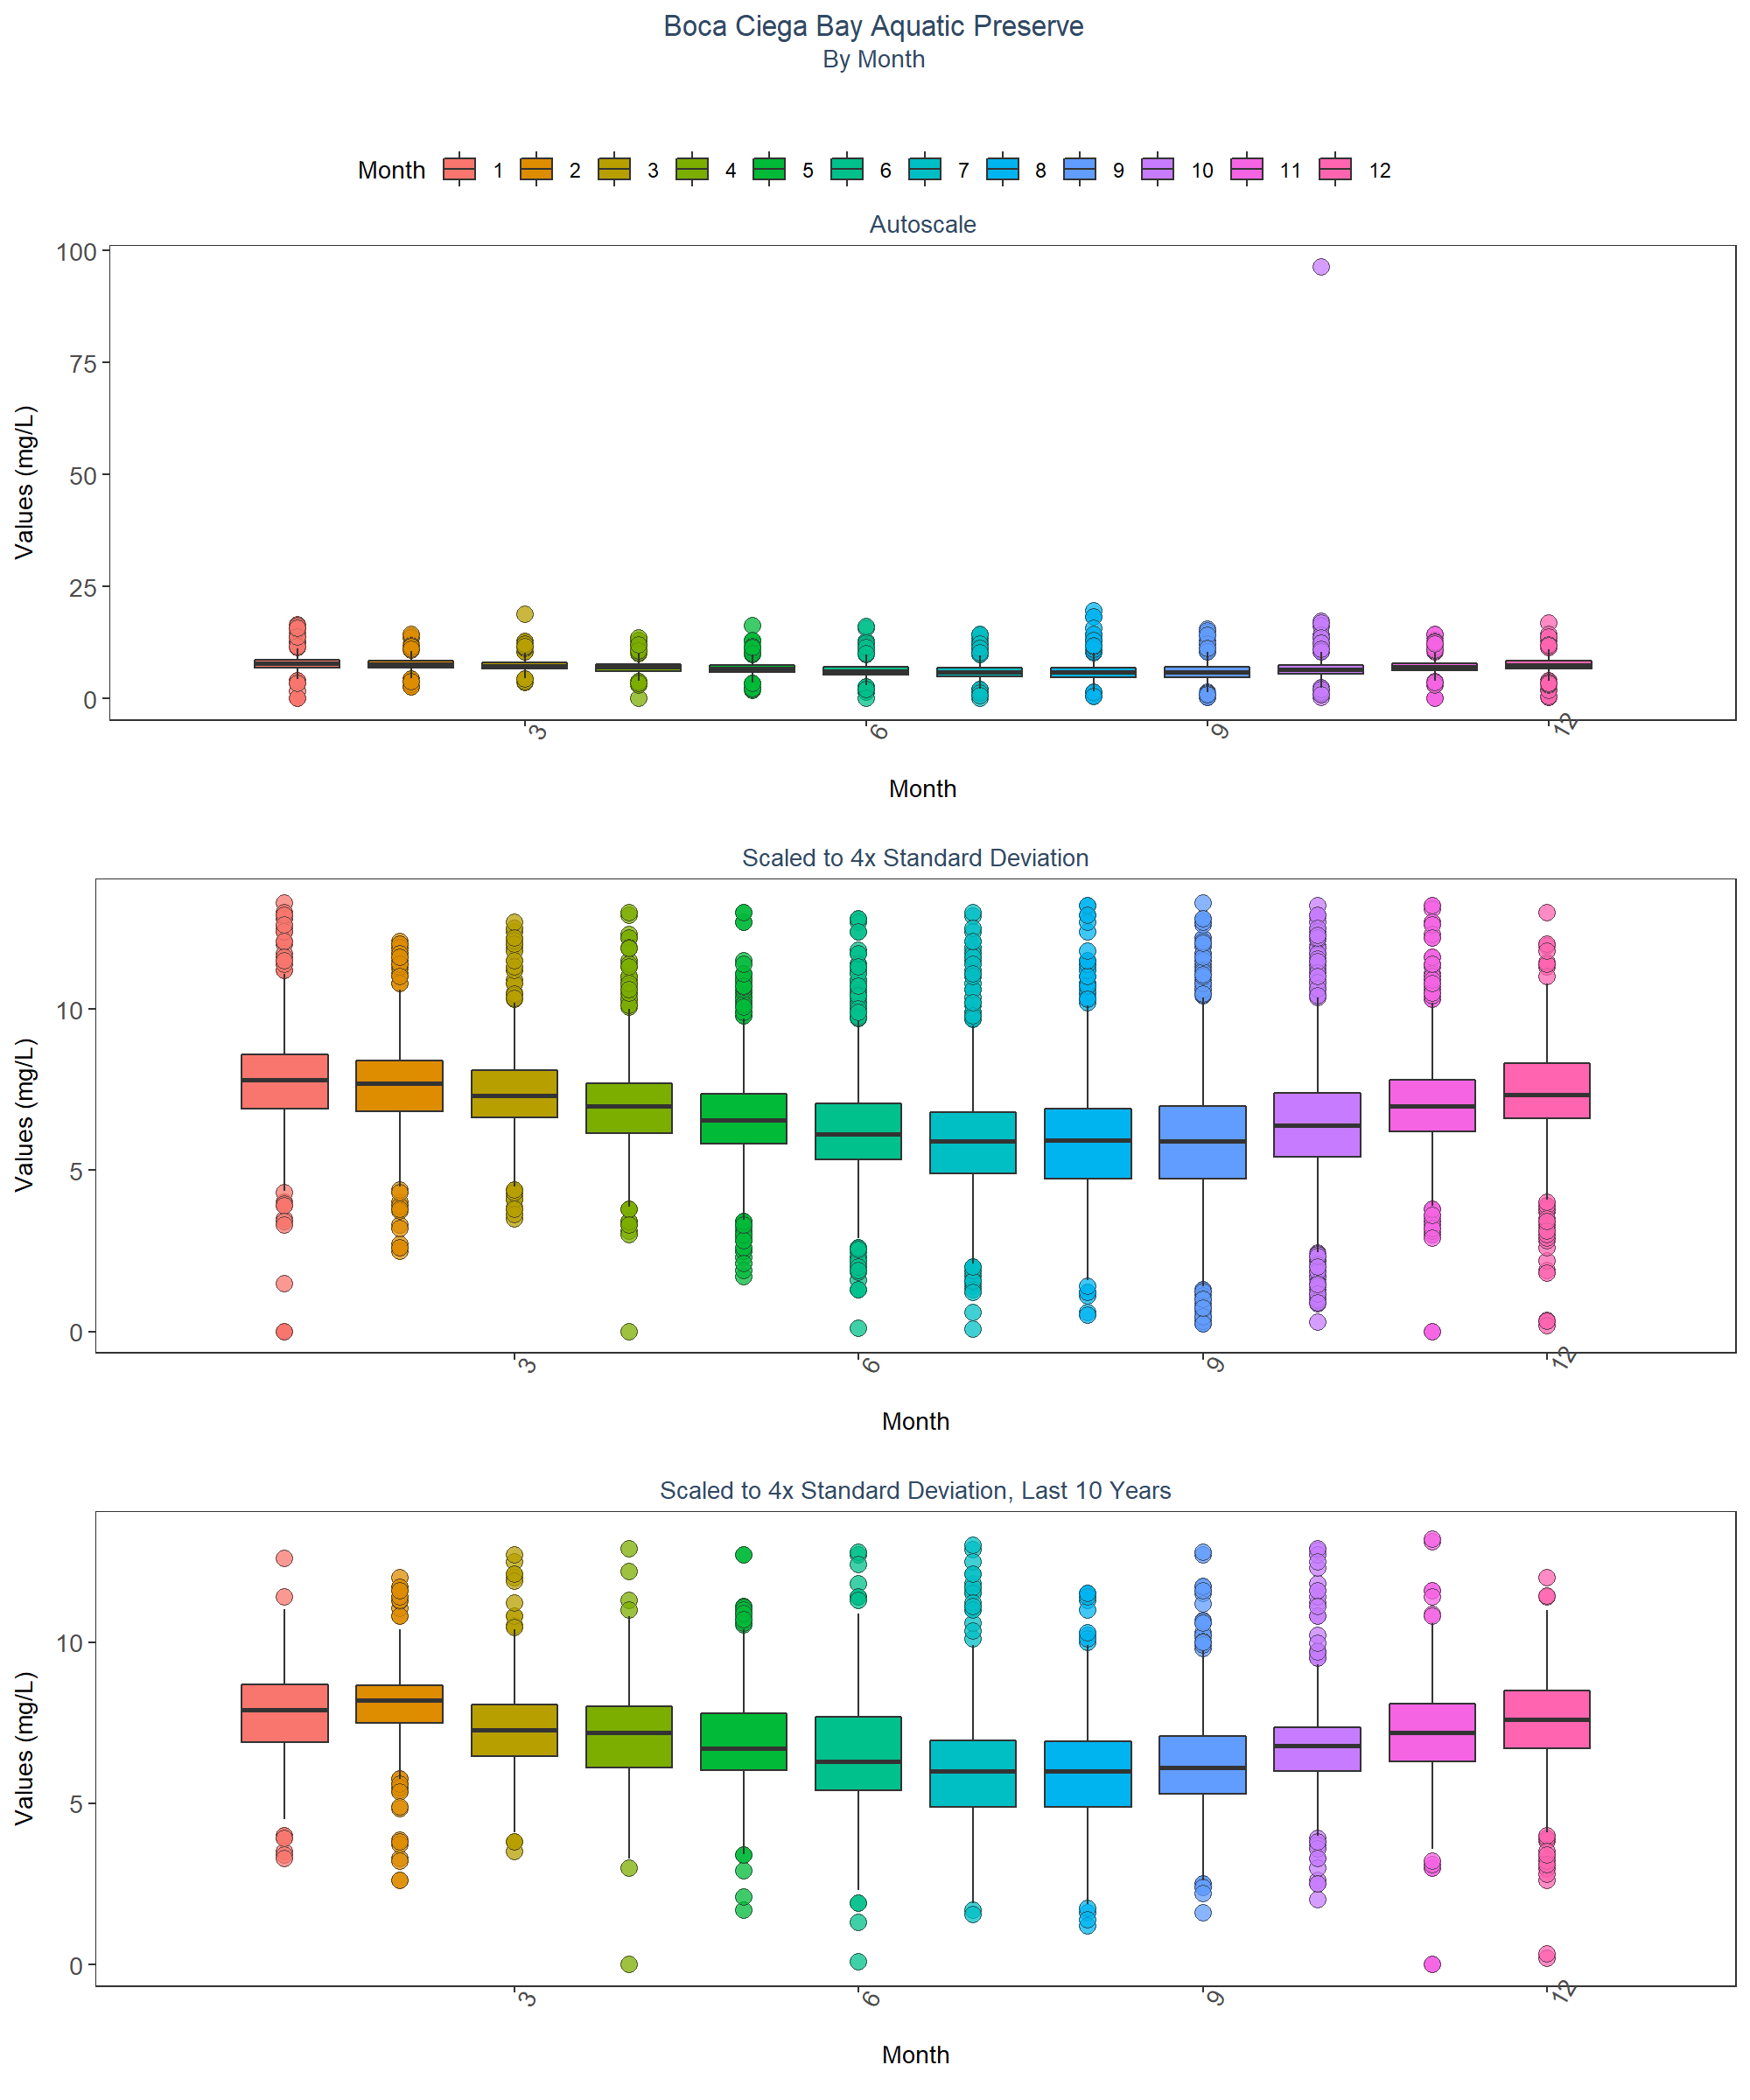 Boca Ciega Bay Aquatic Preserve
By Month
Month 1 2 3 4 5 6 7 8 9 10 11 12
Autoscale
Values (mg/L)
100
75
50
25
0
3 6 9 12
Month
Scaled to 4x Standard Deviation
Values (mg/L)
10
5
0
3 6 9 12
Month
Scaled to 4x Standard Deviation, Last 10 Years
Values (mg/L)
10
5
0
3 6 9 12
Month